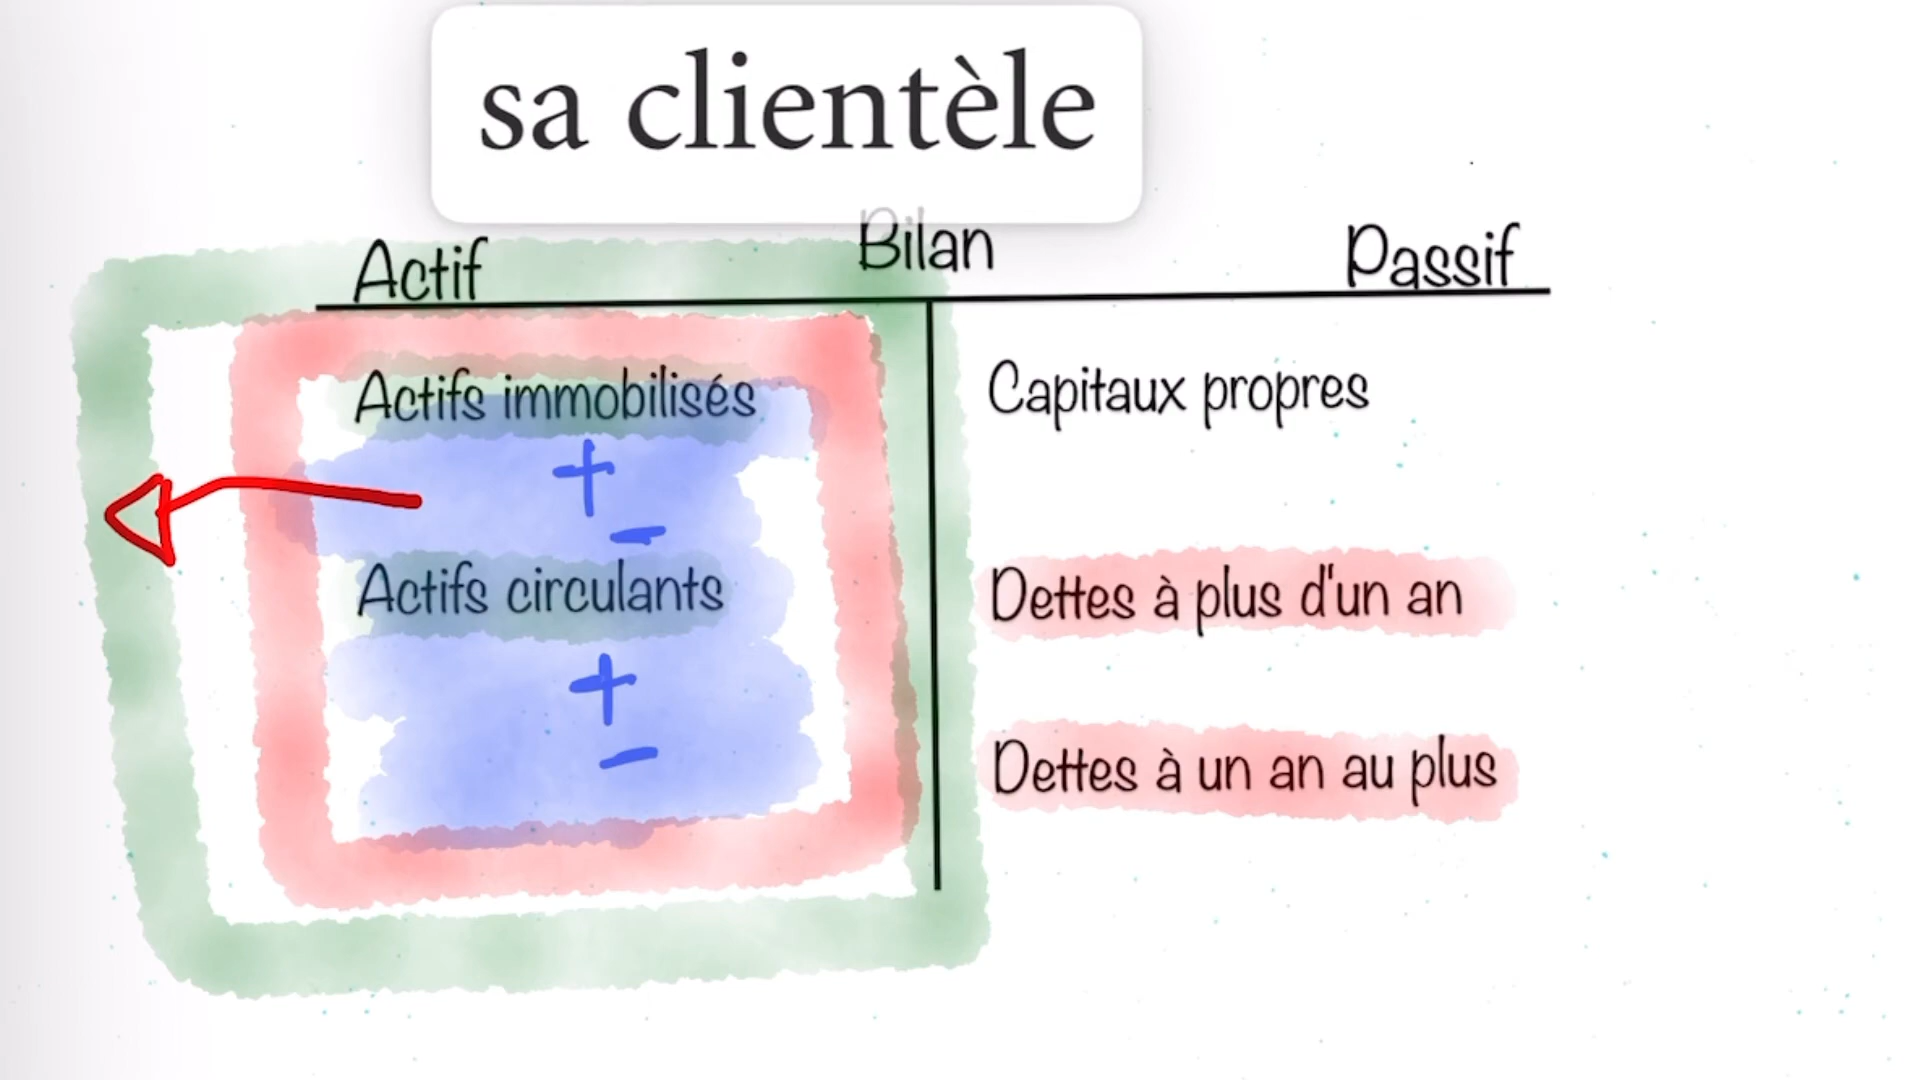 sa clientèle
Bilan
Actif
Passif
Actifs immobilisés
+
-
Actifs circulants
+
-
Capitaux propres
Dettes à plus d'un an
Dettes à un an au plus